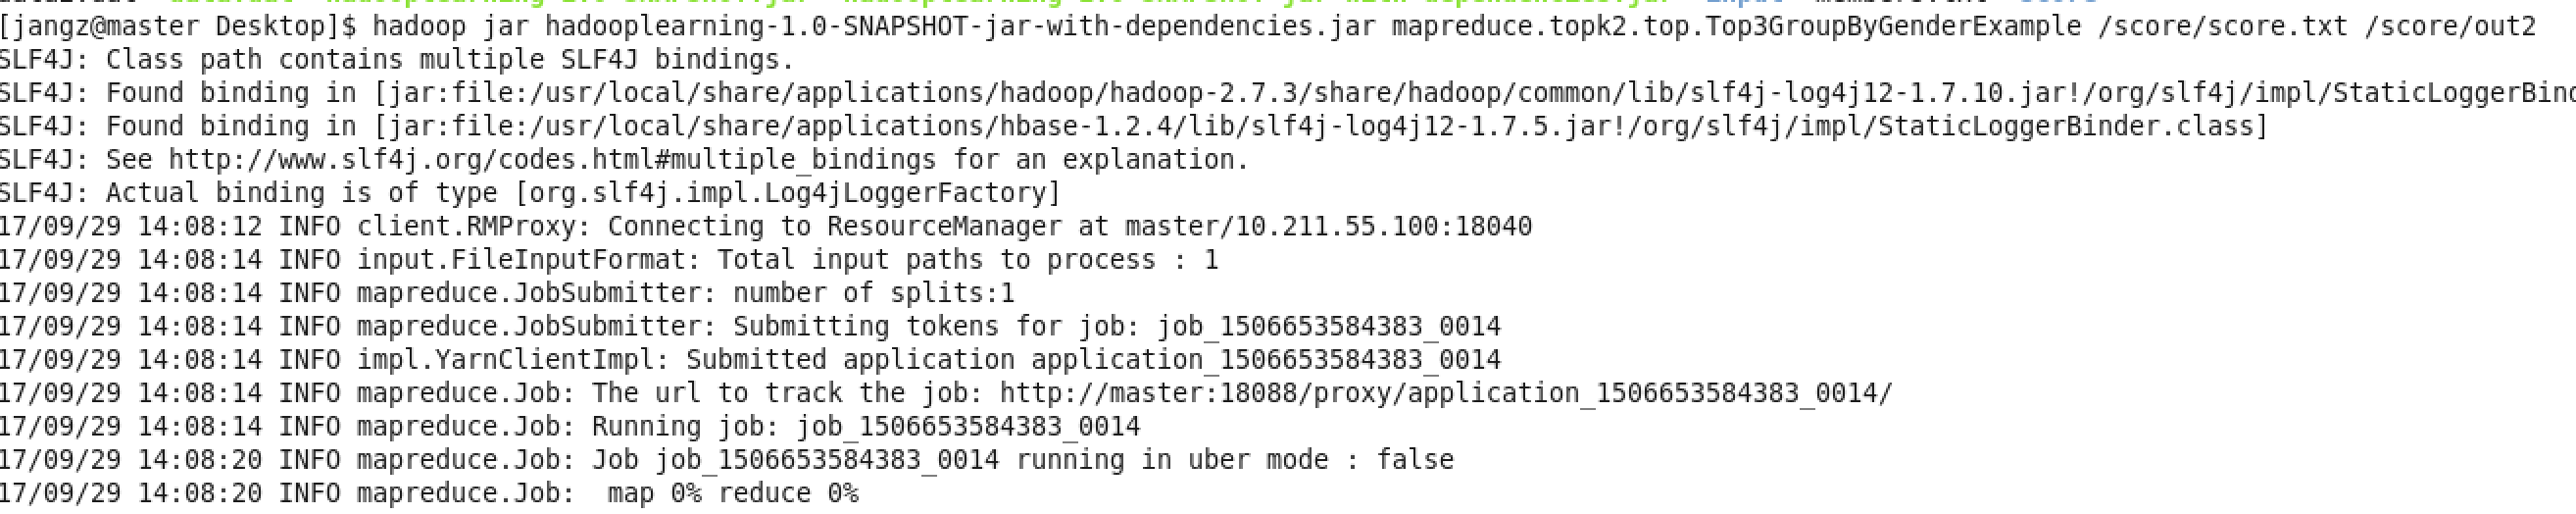 [jangz@master Desktop]$ hadoop jar hadooplearning-1.0-SNAPSHOT-jar-with-dependencies.jar mapreduce.topk2.top.Top3GroupByGenderExample /score/score.txt /score/out2
SLF4J: Class path contains multiple SLF4J bindings.
SLF4J: Found binding in [jar:file:/usr/local/share/applications/hadoop/hadoop-2.7.3/share/hadoop/common/lib/slf4j-log4j12-1.7.10.jar!/org/slf4j/impl/StaticLoggerBind
SLF4J: Found binding in [jar:file:/usr/local/share/applications/hbase-1.2.4/lib/slf4j-log4j12-1.7.5.jar!/org/slf4j/impl/StaticLoggerBinder.class]
SLF4J: See http://www.slf4j.org/codes.html#multiple_bindings for an explanation.
SLF4J: Actual binding is of type [org.slf4j.impl.Log4jLoggerFactory]
17/09/29 14:08:12 INFO client.RMProxy: Connecting to ResourceManager at master/10.211.55.100:18040
17/09/29 14:08:14 INFO input.FileInputFormat: Total input paths to process : 1
17/09/29 14:08:14 INFO mapreduce.JobSubmitter: number of splits:1
17/09/29 14:08:14 INFO mapreduce.JobSubmitter: Submitting tokens for job: job_1506653584383_0014
17/09/29 14:08:14 INFO impl.YarnClientImpl: Submitted application application_1506653584383_0014
17/09/29 14:08:14 INFO mapreduce.Job: The url to track the job: http://master:18088/proxy/application_1506653584383_0014/
17/09/29 14:08:14 INFO mapreduce.Job: Running job: job_1506653584383_0014
17/09/29 14:08:20 INFO mapreduce.Job: Job job_1506653584383_0014 running in uber mode : false
17/09/29 14:08:20 INFO mapreduce.Job:  map 0% reduce 0%